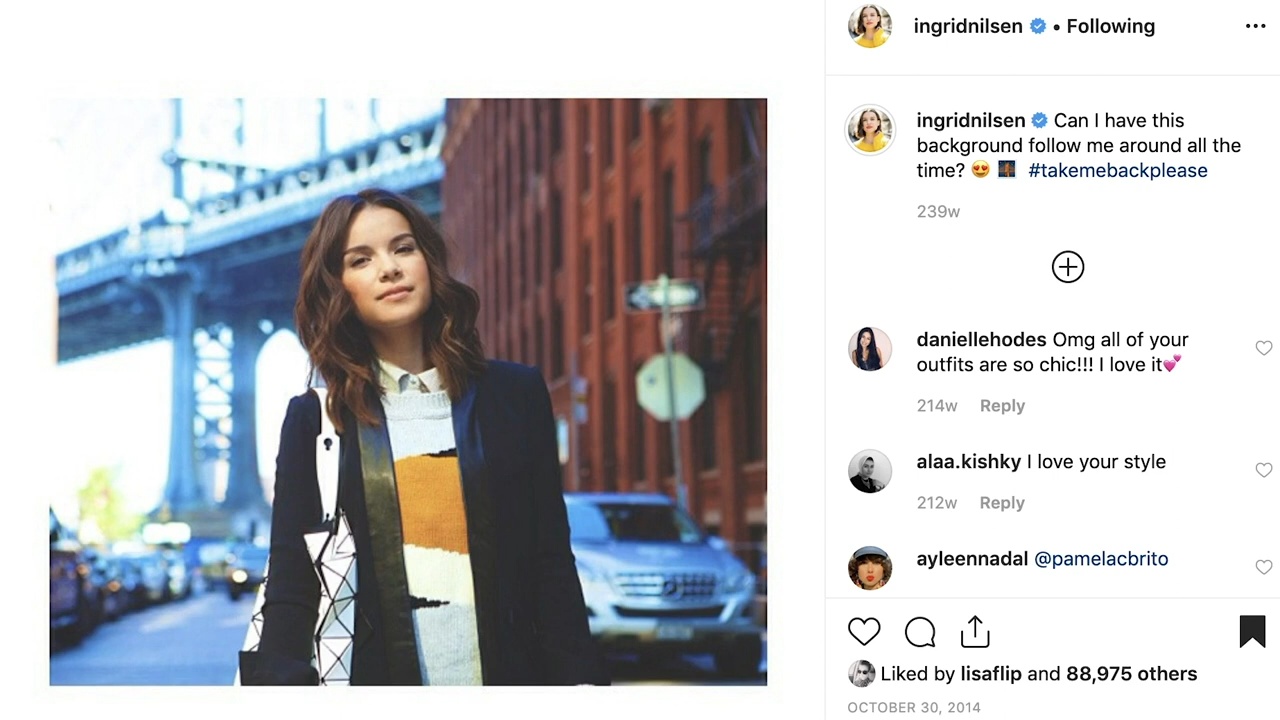 ingridnilsen • Following
ingridnilsen Can I have this
background follow me around all the
time? 😍 🌉 #takemebackplease
239w
daniellehodes Omg all of your
outfits are so chic!!! I love it💕
214w Reply
alaa.kishky I love your style
212w Reply
ayleennadal @pamelacbrito
Liked by lisaflip and 88,975 others
OCTOBER 30, 2014